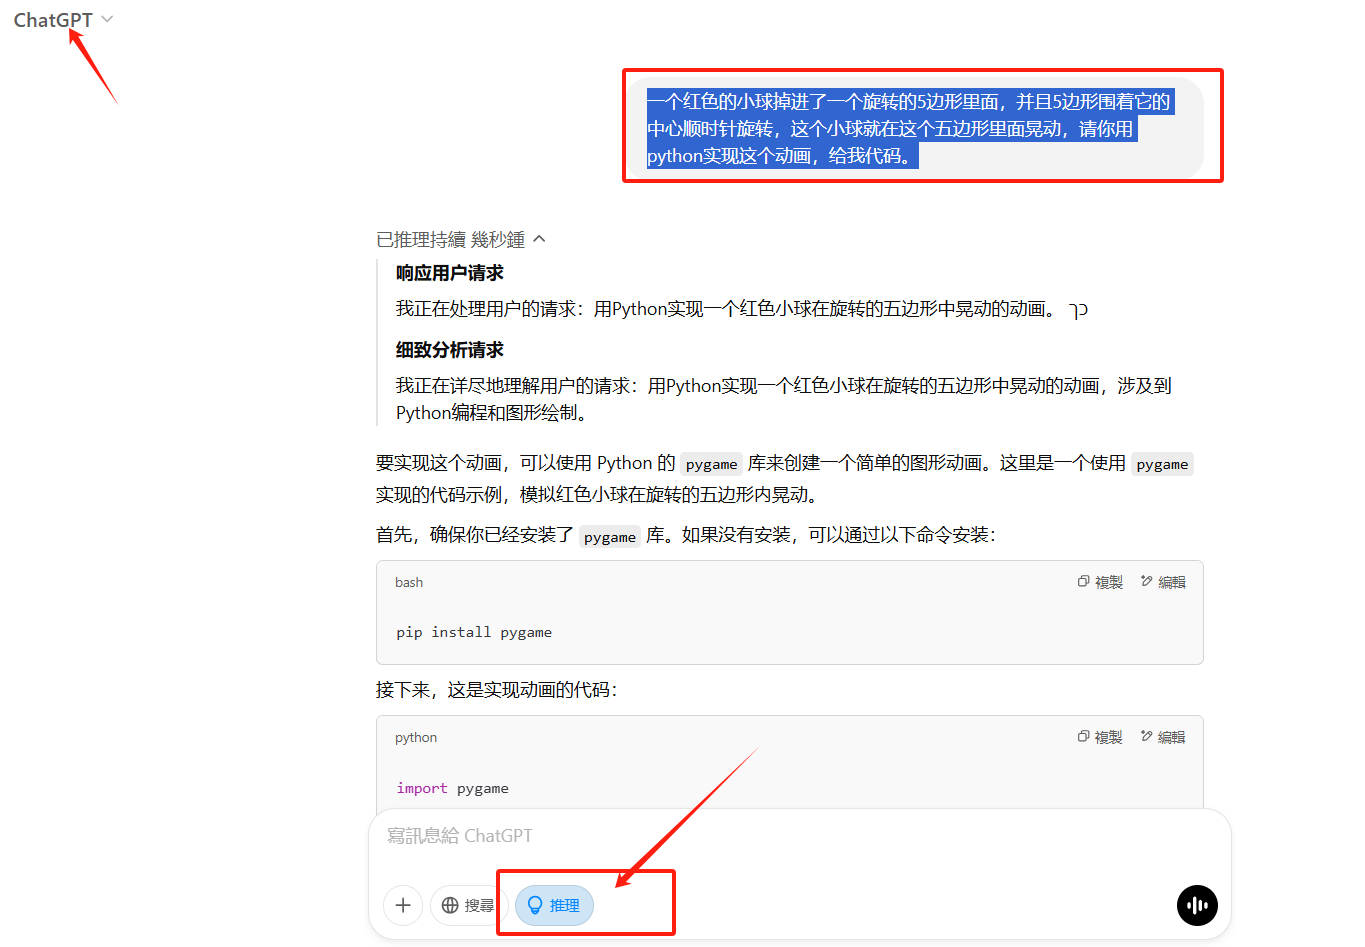 ChatGPT
一个红色的小球掉进了一个旋转的5边形里面，并且5边形围着它的
中心顺时针旋转，这个小球就在这个五边形里面晃动，请你用
python实现这个动画，给我代码。
已推理持續 幾秒鍾
响应用户请求
我正在处理用户的请求：用Python实现一个红色小球在旋转的五边形中晃动的动画。 כך
细致分析请求
我正在详尽地理解用户的请求：用Python实现一个红色小球在旋转的五边形中晃动的动画，涉及到
Python编程和图形绘制。
要实现这个动画，可以使用 Python 的 pygame 库来创建一个简单的图形动画。这里是一个使用 pygame
实现的代码示例，模拟红色小球在旋转的五边形内晃动。
首先，确保你已经安装了 pygame 库。如果没有安装，可以通过以下命令安装：
bash 複製 編輯
pip install pygame
接下来，这是实现动画的代码：
python 複製 編輯
import pygame
寫訊息給 ChatGPT
搜尋 推理